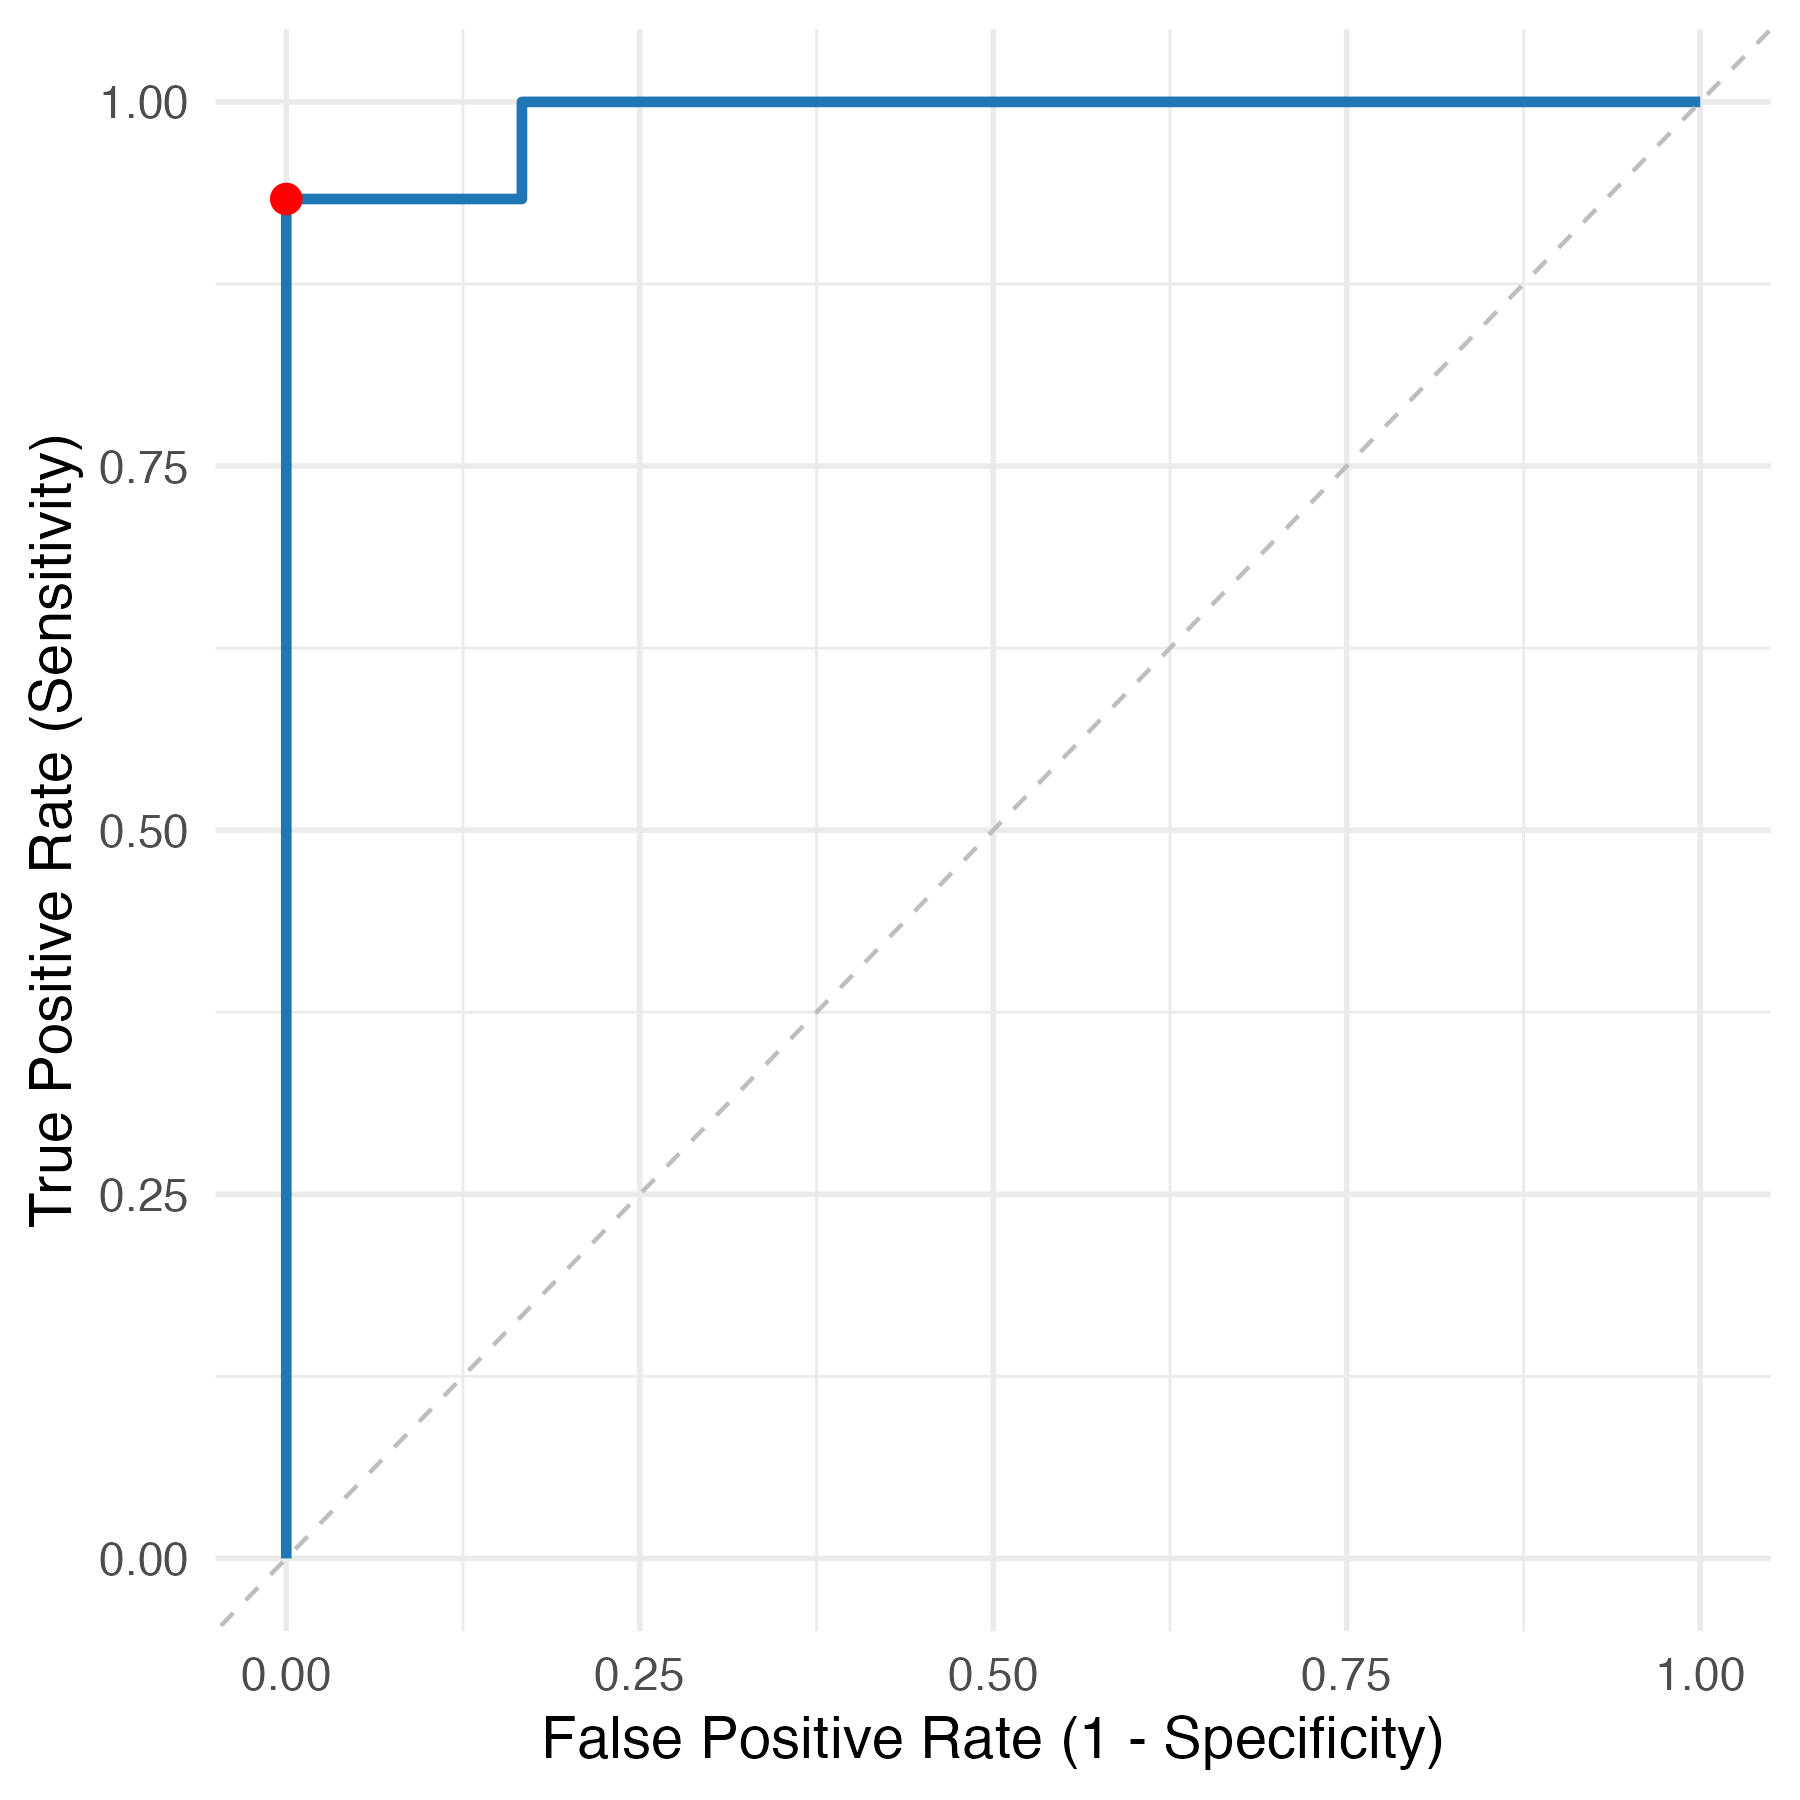 True Positive Rate (Sensitivity)
1.00
0.75
0.50
0.25
0.00
0.00 0.25 0.50 0.75 1.00
False Positive Rate (1 - Specificity)